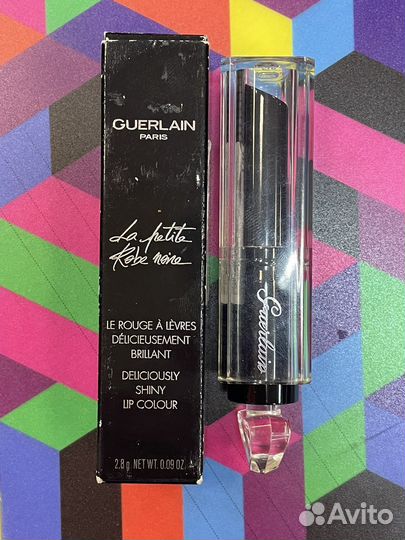 GUERLAIN
PARIS
La petite
Robe noire
LE ROUGE À LÈVRES
DÉLICIEUSEMENT
BRILLANT
DELICIOUSLY
SHINY
LIP COLOUR
2.8g NET WT. 0.09 OZ.
Guerlain
Avito